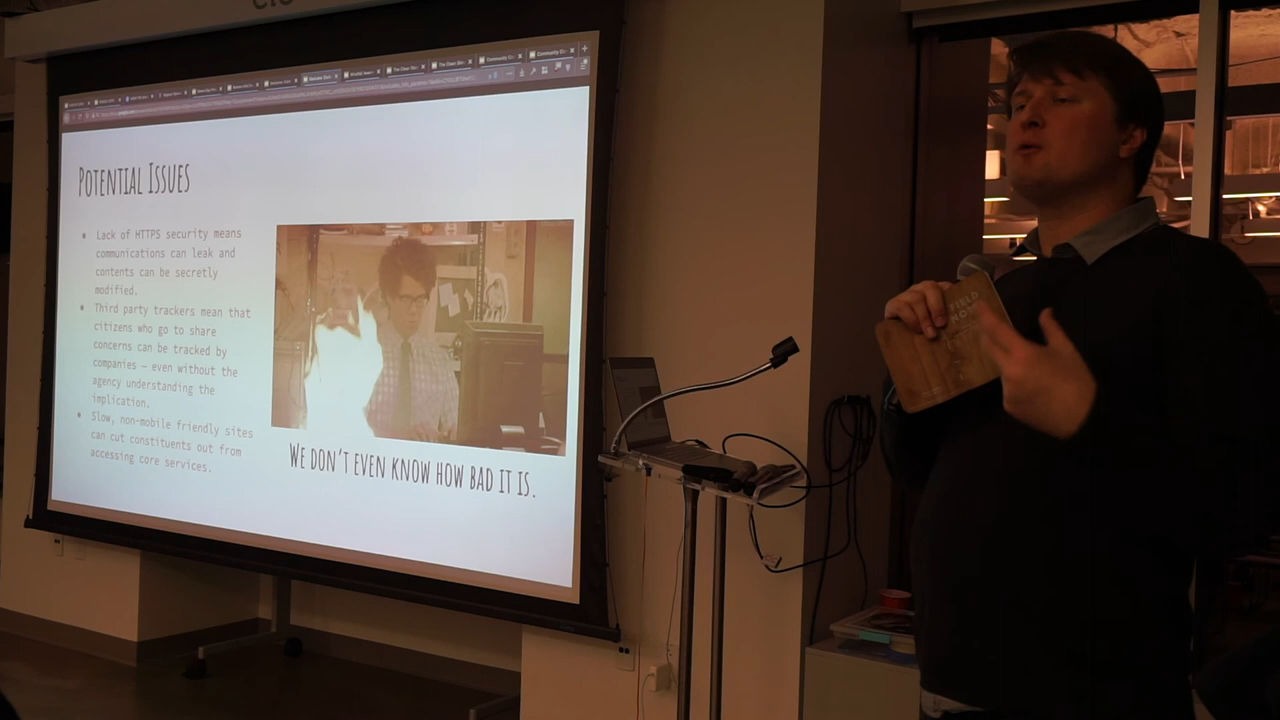 POTENTIAL ISSUES
• Lack of HTTPS security means
communications can leak and
contents can be secretly
modified.
• Third party trackers mean that
citizens who go to share
concerns can be tracked by
companes – even without the
agency understanding the
implication.
• Slow, non-mobile friendly sites
can cut constituents out from
accessing core services.
WE DON'T EVEN KNOW HOW BAD IT IS.
FIELD